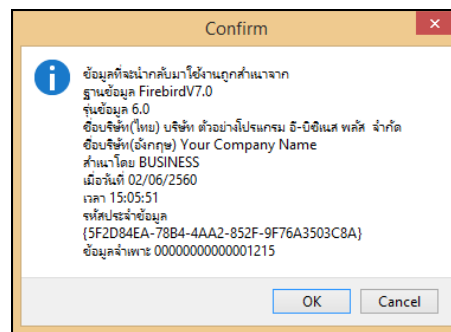 Confirm
ข้อมูลที่จะนำกลับมาใช้งานถูกสำเนาจาก
ฐานข้อมูล FirebirdV7.0
รุ่นข้อมูล 6.0
ชื่อบริษัท(ไทย) บริษัท ตัวอย่างโปรแกรม อี-บิซิเนส พลัส จำกัด
ชื่อบริษัท(อังกฤษ) Your Company Name
สำเนาโดย BUSINESS
เมื่อวันที่ 02/06/2560
เวลา 15:05:51
รหัสประจำข้อมูล
{5F2D84EA-78B4-4AA2-852F-9F76A3503C8A}
ข้อมูลจำเพาะ 00000000000001215
OK Cancel